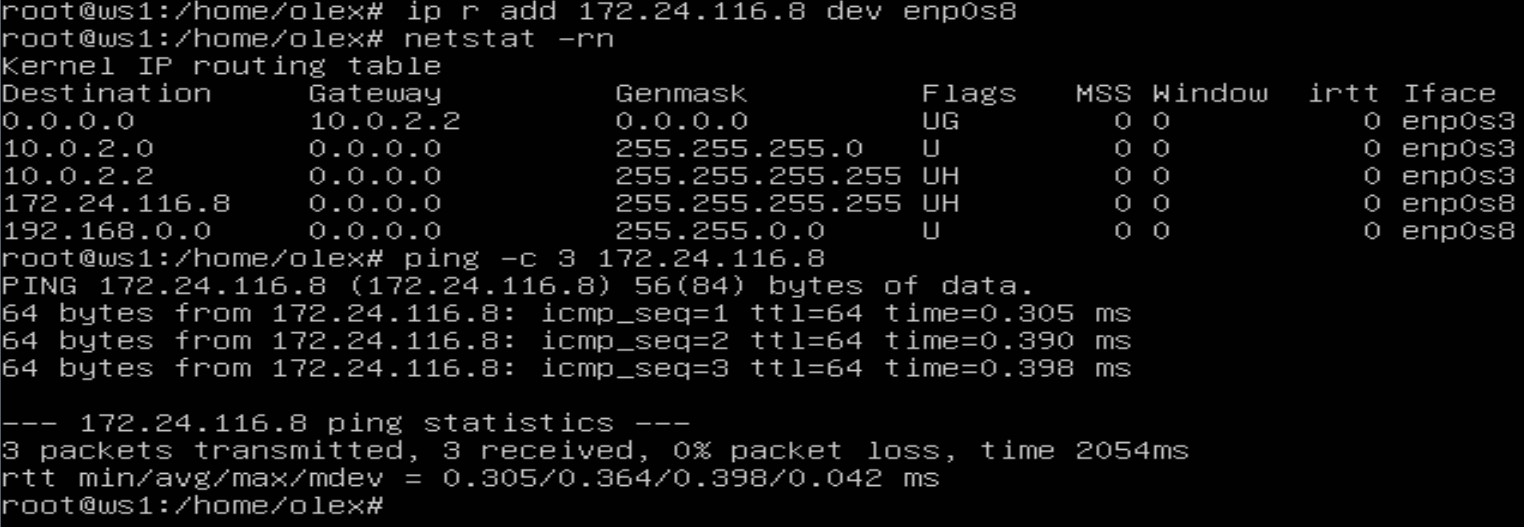 root@ws1:/home/olex# ip r add 172.24.116.8 dev enp0s8
root@ws1:/home/olex# netstat -rn
Kernel IP routing table
Destination     Gateway         Genmask         Flags   MSS Window  irtt Iface
0.0.0.0         10.0.2.2        0.0.0.0         UG        0 0          0 enp0s3
10.0.2.0        0.0.0.0         255.255.255.0   U         0 0          0 enp0s3
10.0.2.2        0.0.0.0         255.255.255.255 UH        0 0          0 enp0s3
172.24.116.8    0.0.0.0         255.255.255.255 UH        0 0          0 enp0s8
192.168.0.0     0.0.0.0         255.255.0.0     U         0 0          0 enp0s8
root@ws1:/home/olex# ping -c 3 172.24.116.8
PING 172.24.116.8 (172.24.116.8) 56(84) bytes of data.
64 bytes from 172.24.116.8: icmp_seq=1 ttl=64 time=0.305 ms
64 bytes from 172.24.116.8: icmp_seq=2 ttl=64 time=0.390 ms
64 bytes from 172.24.116.8: icmp_seq=3 ttl=64 time=0.398 ms

--- 172.24.116.8 ping statistics ---
3 packets transmitted, 3 received, 0% packet loss, time 2054ms
rtt min/avg/max/mdev = 0.305/0.364/0.398/0.042 ms
root@ws1:/home/olex#